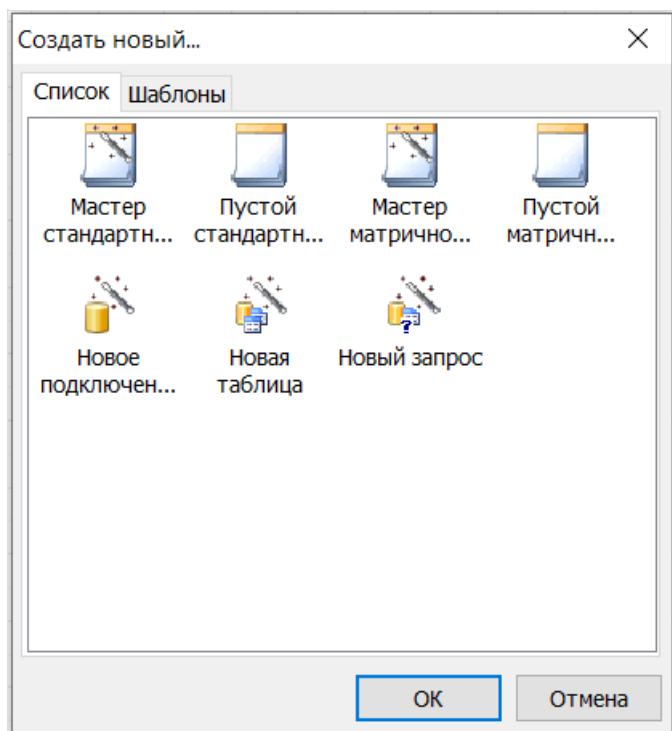 Создать новый...
Список Шаблоны
Мастер Пустой Мастер Пустой
стандартн... стандартн... матрично... матричн...
Новое Новая Новый запрос
подключен... таблица
ОК Отмена